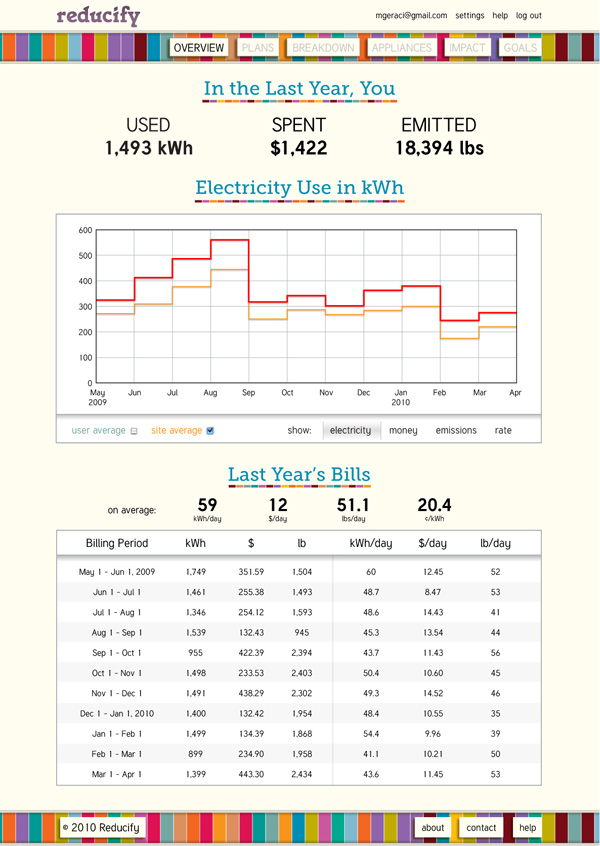 reducify
mgeraci@gmail.com settings help log out
OVERVIEW PLANS BREAKDOWN APPLIANCES IMPACT GOALS
In the Last Year, You
USED SPENT EMITTED
1,493 kWh $1,422 18,394 lbs
Electricity Use in kWh
600
500
400
300
200
100
0
May Jun Jul Aug Sep Oct Nov Dec Jan Feb Mar Apr
2009 2010
user average site average show: electricity money emissions rate
Last Year's Bills
on average: 59 12 51.1 20.4
kWh/day $/day lbs/day ¢/kWh
Billing Period kWh $ lb kWh/day $/day lb/day
May 1 - Jun 1, 2009 1,749 351.59 1,504 60 12.45 52
Jun 1 - Jul 1 1,461 255.38 1,493 48.7 8.47 53
Jul 1 - Aug 1 1,346 254.12 1,593 48.6 14.43 41
Aug 1 - Sep 1 1,539 132.43 945 45.3 13.54 44
Sep 1 - Oct 1 955 422.39 2,394 43.7 11.43 56
Oct 1 - Nov 1 1,498 233.53 2,403 50.4 10.60 45
Nov 1 - Dec 1 1,491 438.29 2,302 49.3 14.52 46
Dec 1 - Jan 1, 2010 1,400 132.42 1,954 48.4 10.55 35
Jan 1 - Feb 1 1,499 134.39 1,868 54.4 9.96 39
Feb 1 - Mar 1 899 234.90 1,958 41.1 10.21 50
Mar 1 - Apr 1 1,399 443.30 2,434 43.6 11.45 53
© 2010 Reducify about contact help